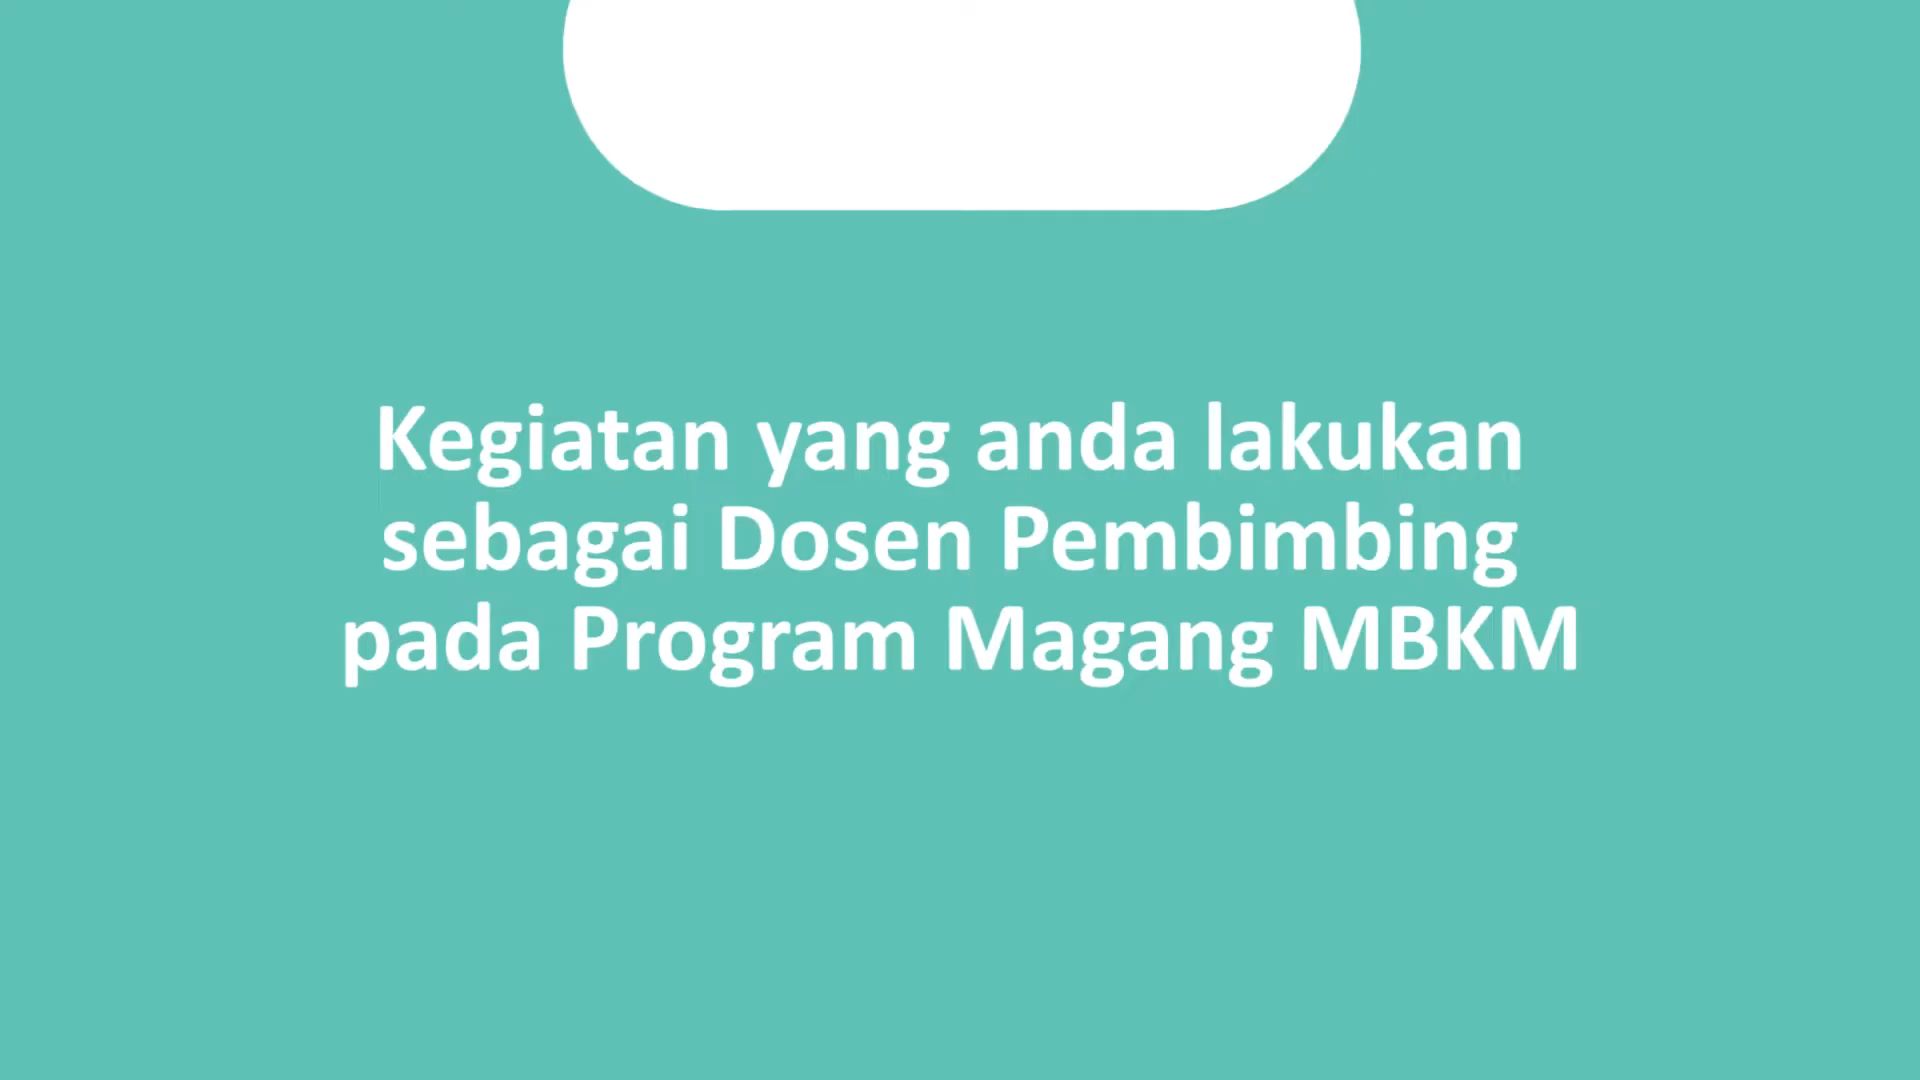 Kegiatan yang anda lakukan
sebagai Dosen Pembimbing
pada Program Magang MBKM